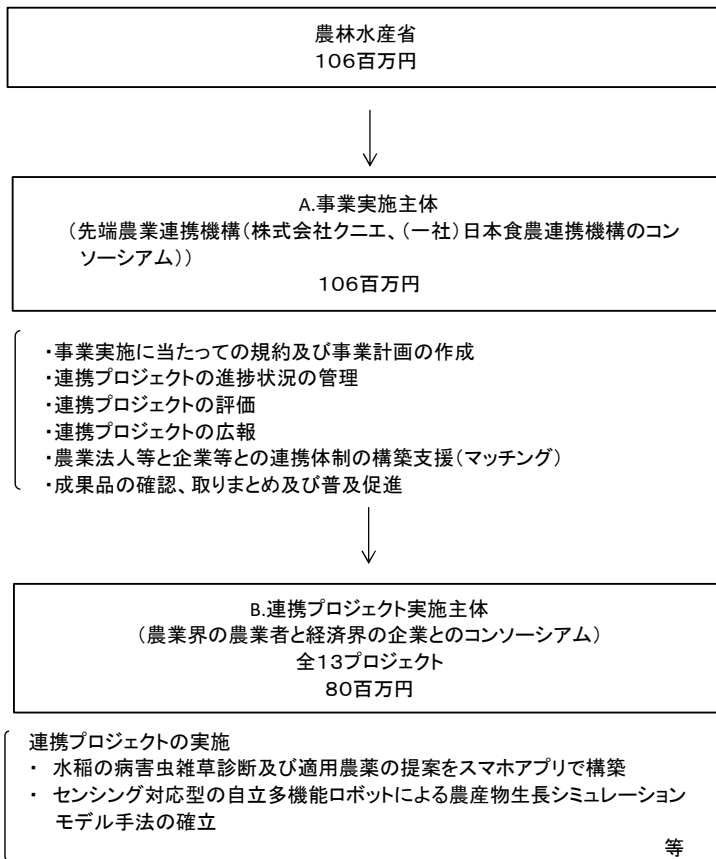 農林水産省
106百万円
A.事業実施主体
（先端農業連携機構（株式会社クニエ、（一社）日本食農連携機構のコン
ソーシアム））
106百万円
・事業実施に当たっての規約及び事業計画の作成
・連携プロジェクトの進捗状況の管理
・連携プロジェクトの評価
・連携プロジェクトの広報
・農業法人等と企業等との連携体制の構築支援（マッチング）
・成果品の確認、取りまとめ及び普及促進
B.連携プロジェクト実施主体
（農業界の農業者と経済界の企業とのコンソーシアム）
全13プロジェクト
80百万円
連携プロジェクトの実施
・ 水稲の病害虫雑草診断及び適用農薬の提案をスマホアプリで構築
・ センシング対応型の自立多機能ロボットによる農産物生長シミュレーション
モデル手法の確立
等